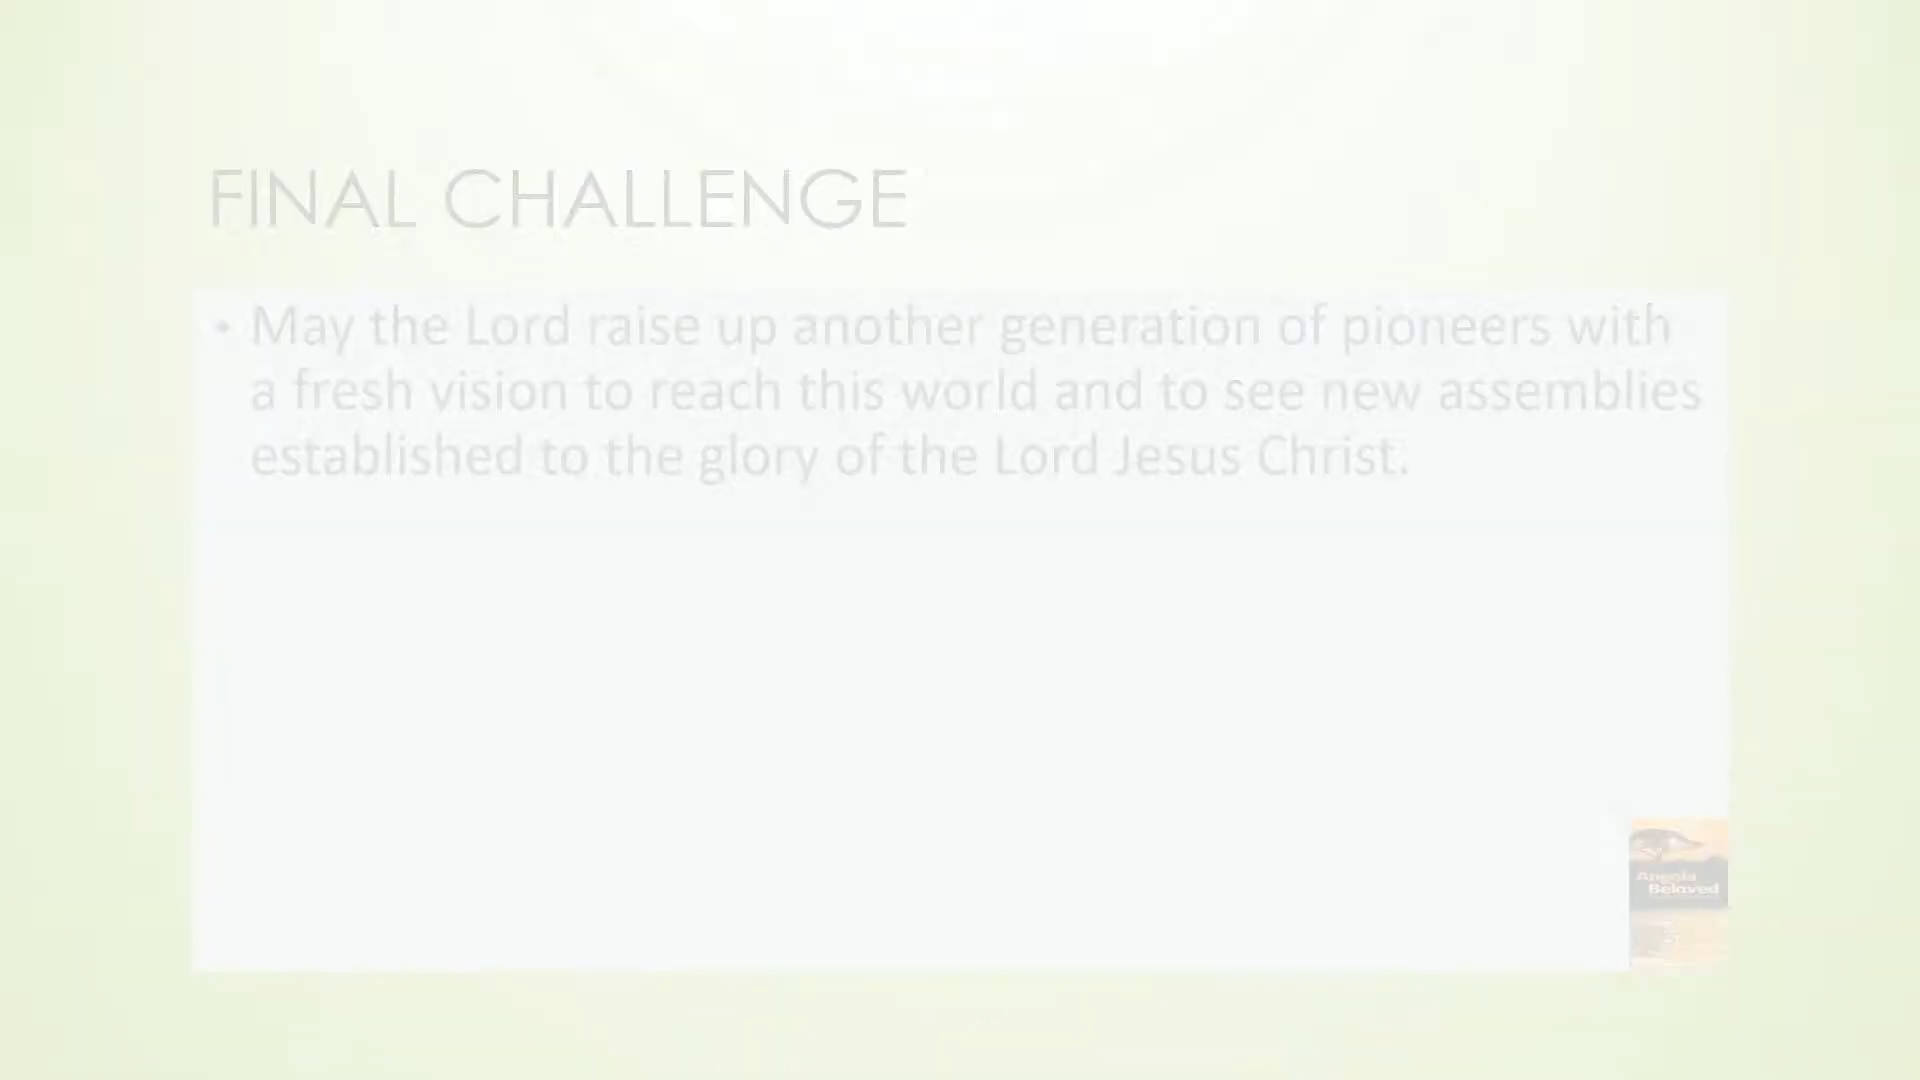 FINAL CHALLENGE
• May the Lord raise up another generation of pioneers with
a fresh vision to reach this world and to see new assemblies
established to the glory of the Lord Jesus Christ.
Angola
Beloved